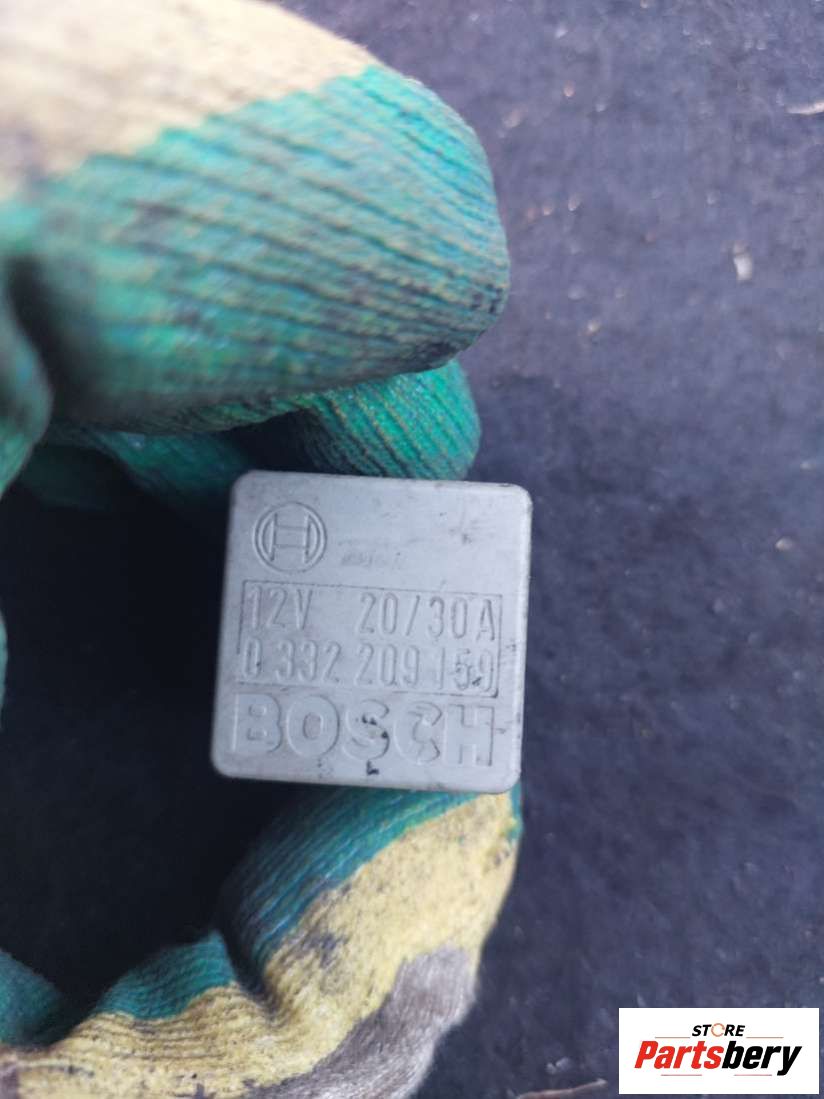 12V 20/30A
0 332 209 159
BOSCH
STORE
Partsbery